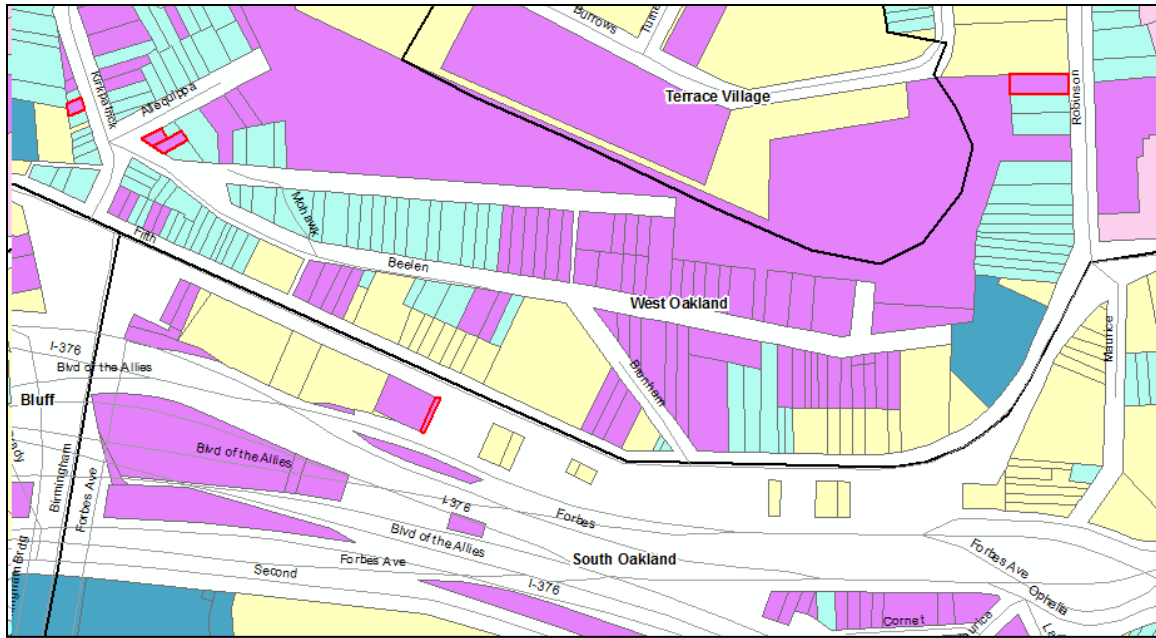 Burrows
Terrace Village
Robinson
Kirkpatrick
Allequippa
Mohawk
Fifth
Beelen
West Oakland
Maurice
I-376
Blvd of the Allies
Brenham
Bluff
Blvd of the Allies
Birmingham
Forbes Ave
I-376
Forbes
Blvd of the Allies
South Oakland
Forbes Ave
Forbes Ave
Second
I-376
Ophelia
Cornet